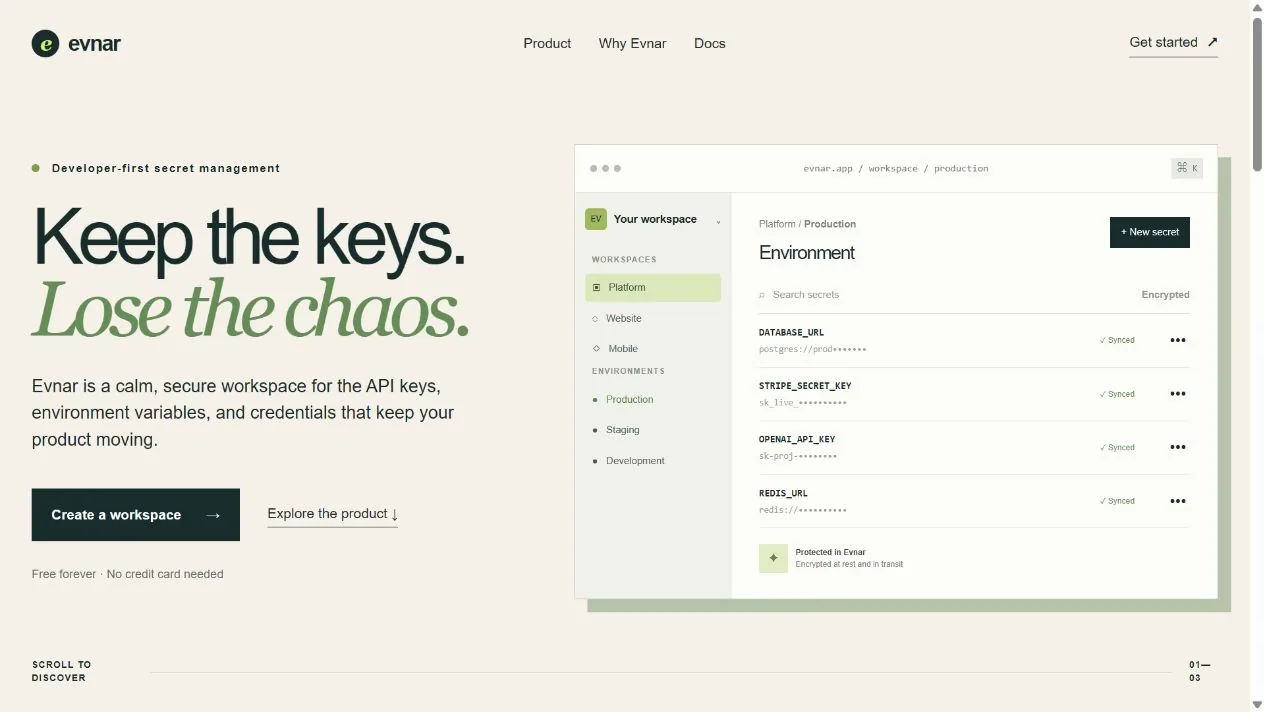 e evnar
Product Why Evnar Docs
Get started ↗
Developer-first secret management
Keep the keys.
Lose the chaos.
Evnar is a calm, secure workspace for the API keys,
environment variables, and credentials that keep your
product moving.
Create a workspace →
Explore the product ↓
Free forever · No credit card needed
evnar.app / workspace / production
⌘ K
EV Your workspace
WORKSPACES
Platform
Website
Mobile
ENVIRONMENTS
Production
Staging
Development
Platform / Production
Environment
+ New secret
Search secrets
Encrypted
DATABASE_URL
postgres://prod•••••••
✓ Synced •••
STRIPE_SECRET_KEY
sk_live_••••••••••
✓ Synced •••
OPENAI_API_KEY
sk-proj-••••••••
✓ Synced •••
REDIS_URL
redis://••••••••••
✓ Synced •••
Protected in Evnar
Encrypted at rest and in transit
SCROLL TO
DISCOVER
01—
03